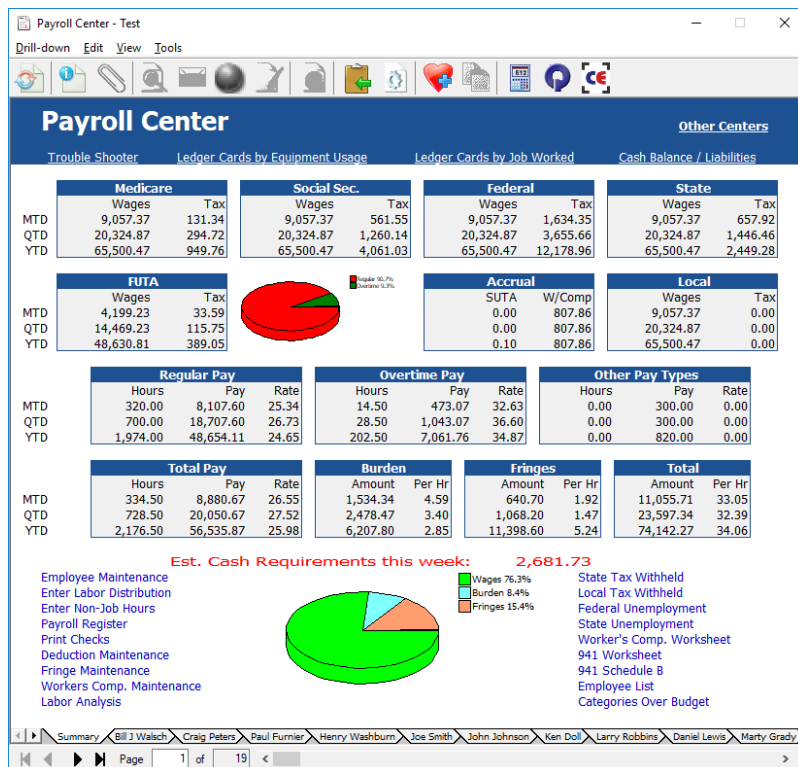 Payroll Center - Test
Drill-down Edit View Tools
612
CE
Payroll Center
Other Centers
Trouble Shooter Ledger Cards by Equipment Usage Ledger Cards by Job Worked Cash Balance / Liabilities
Medicare Social Sec. Federal State
Wages Tax Wages Tax Wages Tax Wages Tax
MTD 9,057.37 131.34 9,057.37 561.55 9,057.37 1,634.35 9,057.37 657.92
QTD 20,324.87 294.72 20,324.87 1,260.14 20,324.87 3,655.66 20,324.87 1,446.46
YTD 65,500.47 949.76 65,500.47 4,061.03 65,500.47 12,178.96 65,500.47 2,449.28
FUTA Accrual Local
Regular 90.7%
Overtime 9.3%
Wages Tax SUTA W/Comp Wages Tax
MTD 4,199.23 33.59 0.00 807.86 9,057.37 0.00
QTD 14,469.23 115.75 0.00 807.86 20,324.87 0.00
YTD 48,630.81 389.05 0.10 807.86 65,500.47 0.00
Regular Pay Overtime Pay Other Pay Types
Hours Pay Rate Hours Pay Rate Hours Pay Rate
MTD 320.00 8,107.60 25.34 14.50 473.07 32.63 0.00 300.00 0.00
QTD 700.00 18,707.60 26.73 28.50 1,043.07 36.60 0.00 300.00 0.00
YTD 1,974.00 48,654.11 24.65 202.50 7,061.76 34.87 0.00 820.00 0.00
Total Pay Burden Fringes Total
Hours Pay Rate Amount Per Hr Amount Per Hr Amount Per Hr
MTD 334.50 8,880.67 26.55 1,534.34 4.59 640.70 1.92 11,055.71 33.05
QTD 728.50 20,050.67 27.52 2,478.47 3.40 1,068.20 1.47 23,597.34 32.39
YTD 2,176.50 56,535.87 25.98 6,207.80 2.85 11,398.60 5.24 74,142.27 34.06
Est. Cash Requirements this week: 2,681.73
Employee Maintenance
Enter Labor Distribution
Enter Non-Job Hours
Payroll Register
Print Checks
Deduction Maintenance
Fringe Maintenance
Workers Comp. Maintenance
Labor Analysis
Wages 76.3%
Burden 8.4%
Fringes 15.4%
State Tax Withheld
Local Tax Withheld
Federal Unemployment
State Unemployment
Worker's Comp. Worksheet
941 Worksheet
941 Schedule B
Employee List
Categories Over Budget
Summary Bill J Walsch Craig Peters Paul Furnier Henry Washburn Joe Smith John Johnson Ken Doll Larry Robbins Daniel Lewis Marty Grady
Page 1 of 19